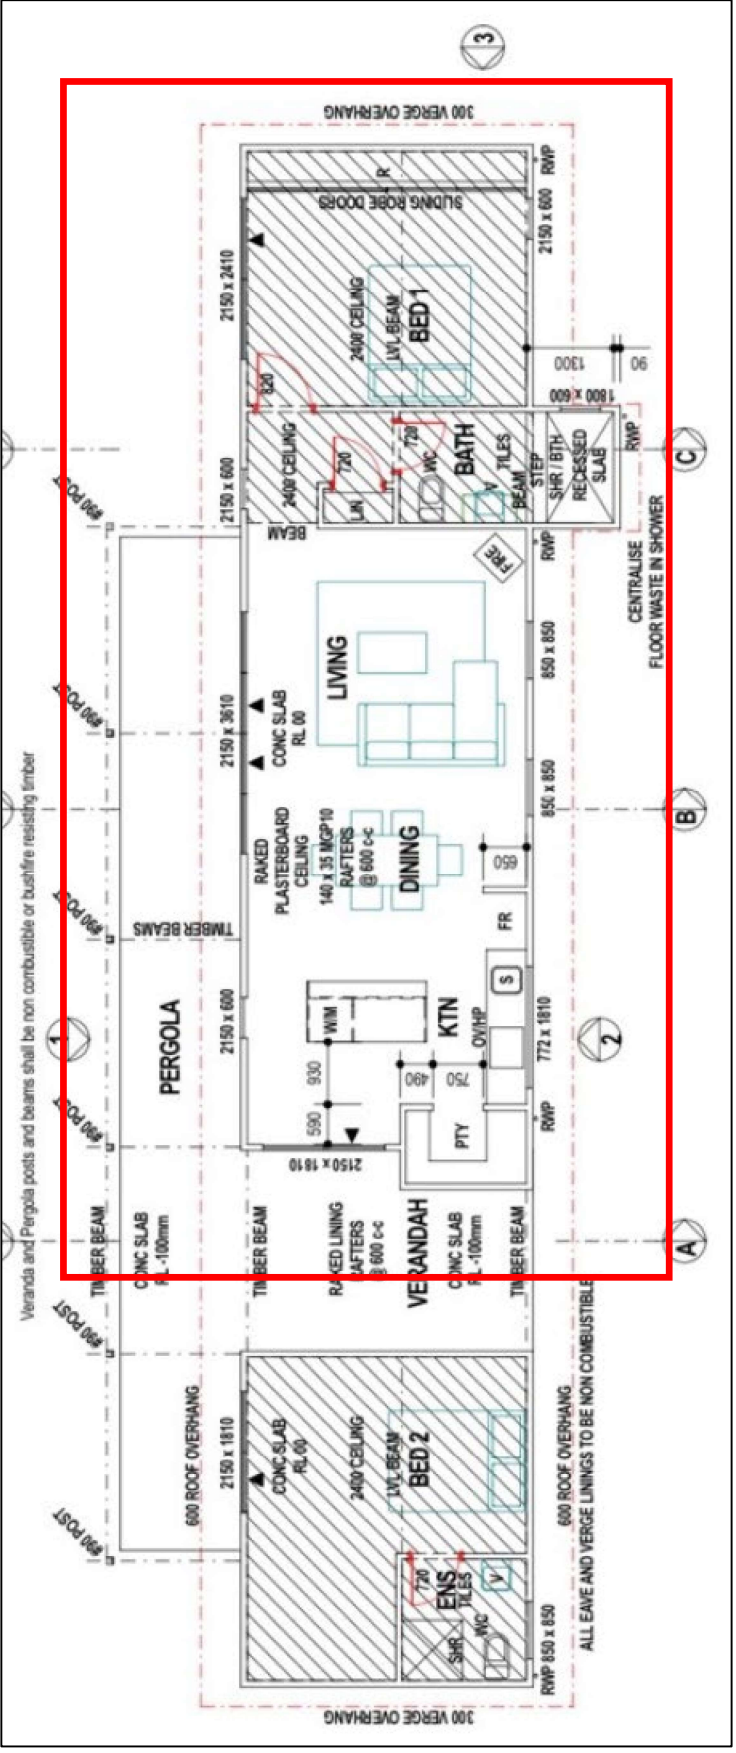 3
300 VERGE OVERHANG
RWP
R
SLIDING ROBE DOORS
2150 x 600
2150 x 2410
2400 CEILING
LVL BEAM
BED 1
1300
90
820
1800 x 600
#90 POST
2150 x 600
2400 CEILING
720
LIN
720
WC
BATH
TILES
V
BEAM
STEP
SHR / BTH
RECESSED
SLAB
RWP
C
BEAM
FIRE
RWP
CENTRALISE
FLOOR WASTE IN SHOWER
#90 POST
2150 x 3610
CONC SLAB
RL 00
LIVING
850 x 850
850 x 850
B
Veranda and Pergola posts and beams shall be non combustible or bushfire resisting timber
RAKED
PLASTERBOARD
CEILING
140 x 35 MGP10
RAFTERS
@ 600 c-c
DINING
650
#90 POST
TIMBER BEAMS
FR
S
1
PERGOLA
2150 x 600
W/M
KTN
OV/HP
772 x 1810
2
930
590
490
750
#90 POST
2150 x 1810
PTY
RWP
TIMBER BEAM
CONC SLAB
RL -100mm
TIMBER BEAM
RAKED LINING
RAFTERS
@ 600 c-c
VERANDAH
CONC SLAB
RL -100mm
TIMBER BEAM
A
#90 POST
600 ROOF OVERHANG
2150 x 1810
CONC SLAB
RL 00
2400 CEILING
LVL BEAM
BED 2
600 ROOF OVERHANG
ALL EAVE AND VERGE LININGS TO BE NON COMBUSTIBLE
#90 POST
720
ENS
TILES
V
SHR
WC
RWP 850 x 850
300 VERGE OVERHANG